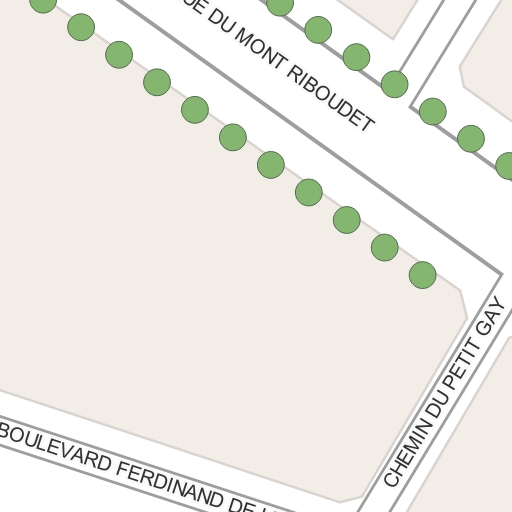 DU MONT RIBOUDET
CHEMIN DU PETIT GAY
BOULEVARD FERDINAND DE